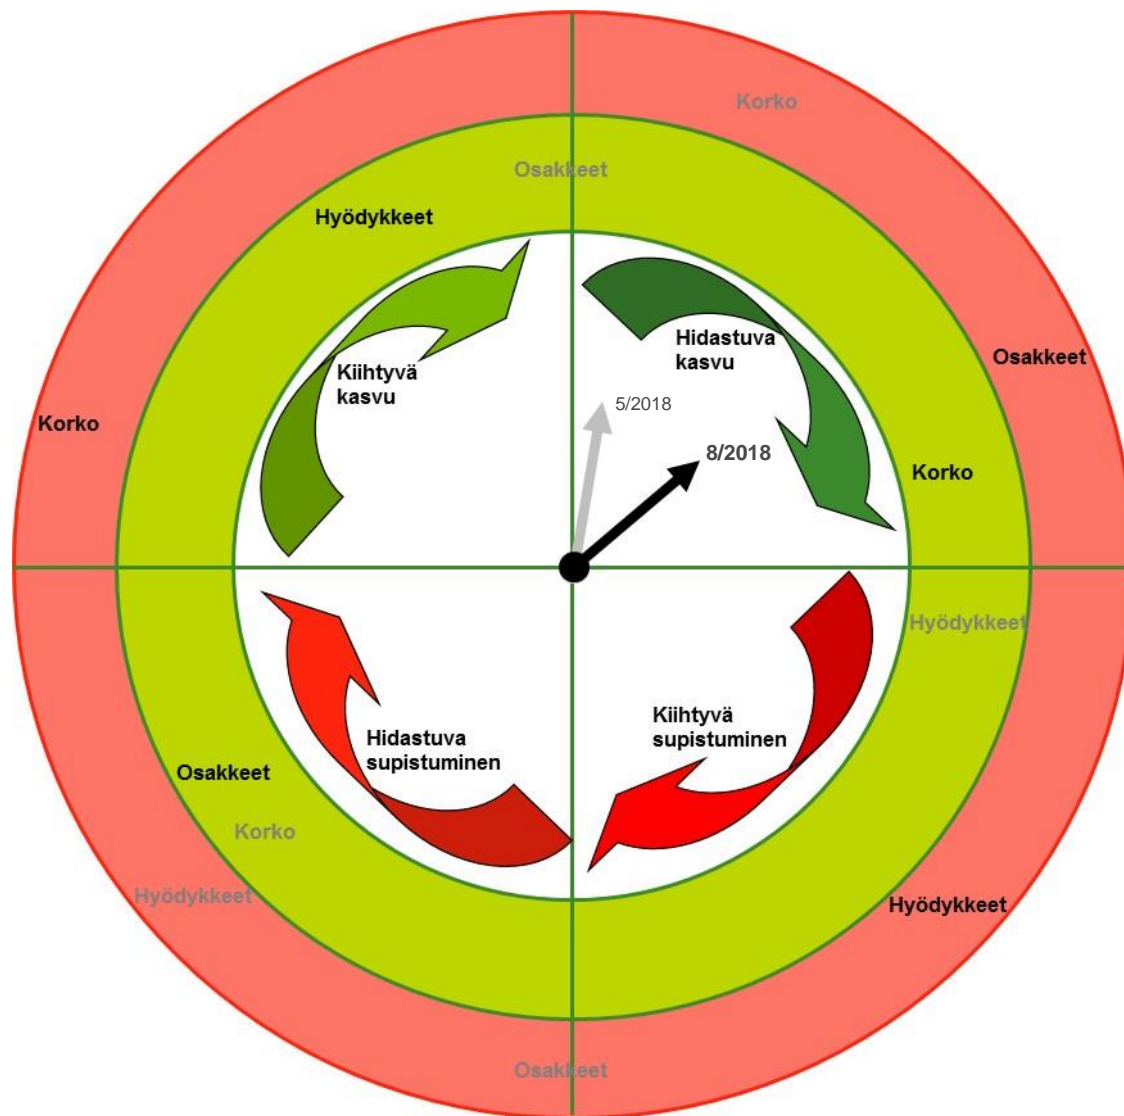 Korko
Osakkeet
Hyödykkeet
Hidastuva
kasvu
Osakkeet
Kiihtyvä
kasvu
5/2018
Korko
8/2018
Korko
Hyödykkeet
Kiihtyvä
supistuminen
Hidastuva
supistuminen
Osakkeet
Korko
Hyödykkeet
Hyödykkeet
Osakkeet